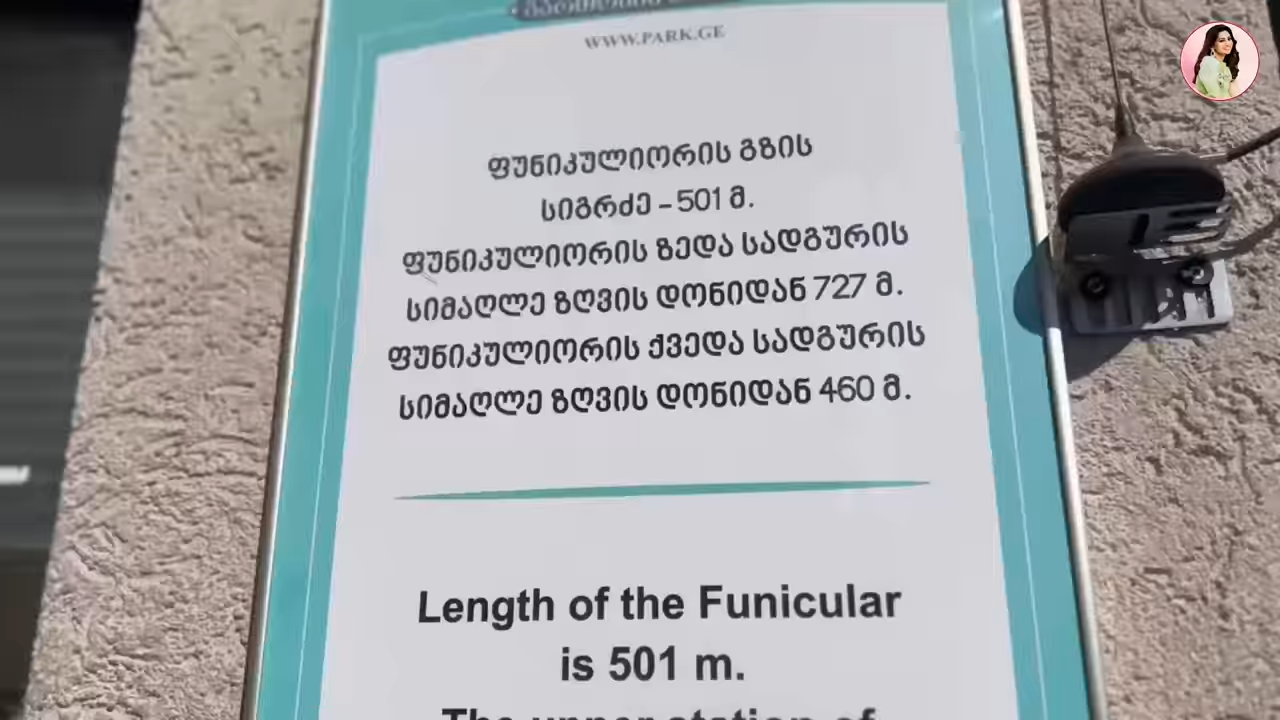 WWW.PARK.GE
ფუნიკულიორის გზის
სიგრძე - 501 მ.
ფუნიკულიორის ზედა სადგურის
სიმაღლე ზღვის დონიდან 727 მ.
ფუნიკულიორის ქვედა სადგურის
სიმაღლე ზღვის დონიდან 460 მ.
Length of the Funicular
is 501 m.
The upper station of